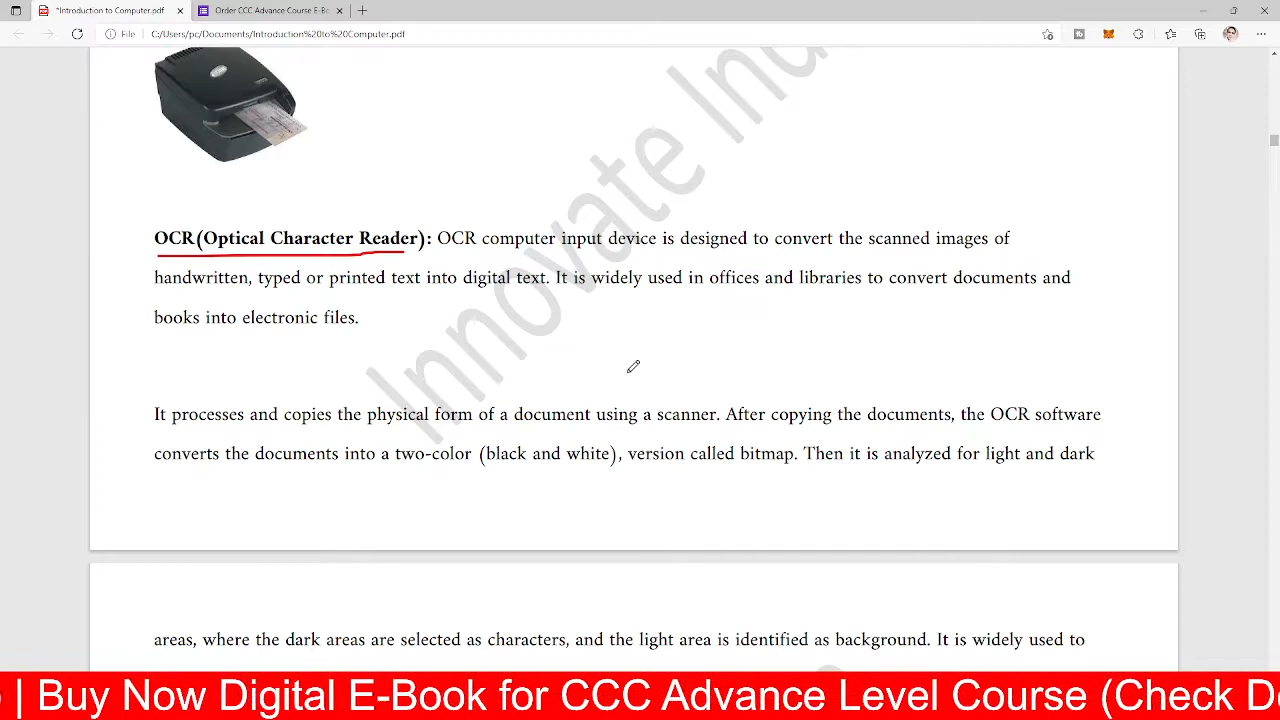 *Introduction to Computer.pdf
Order CCC Advance Course E-Bo
File
C:/Users/pc/Documents/Introduction%20to%20Computer.pdf
Innovate Ind
OCR(Optical Character Reader): OCR computer input device is designed to convert the scanned images of
handwritten, typed or printed text into digital text. It is widely used in offices and libraries to convert documents and
books into electronic files.
It processes and copies the physical form of a document using a scanner. After copying the documents, the OCR software
converts the documents into a two-color (black and white), version called bitmap. Then it is analyzed for light and dark
areas, where the dark areas are selected as characters, and the light area is identified as background. It is widely used to
| Buy Now Digital E-Book for CCC Advance Level Course (Check D